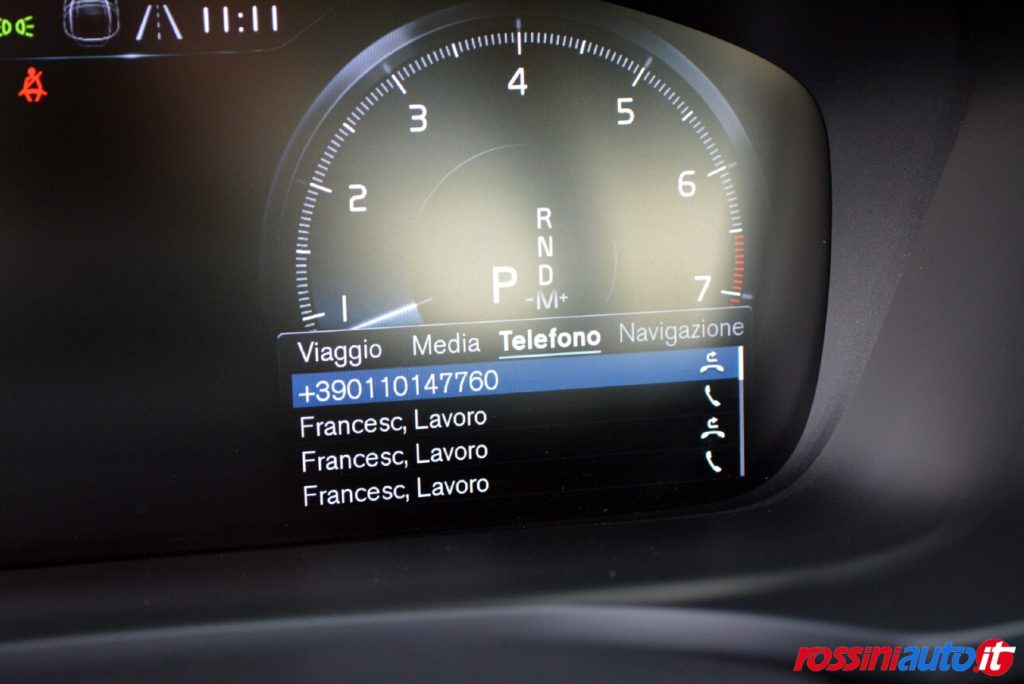 11:11
4
3
5
2
6
R
N
P D
-M+
7
1
Viaggio Media Telefono Navigazione
+390110147760
Francesc, Lavoro
Francesc, Lavoro
Francesc, Lavoro
rossiniauto.it